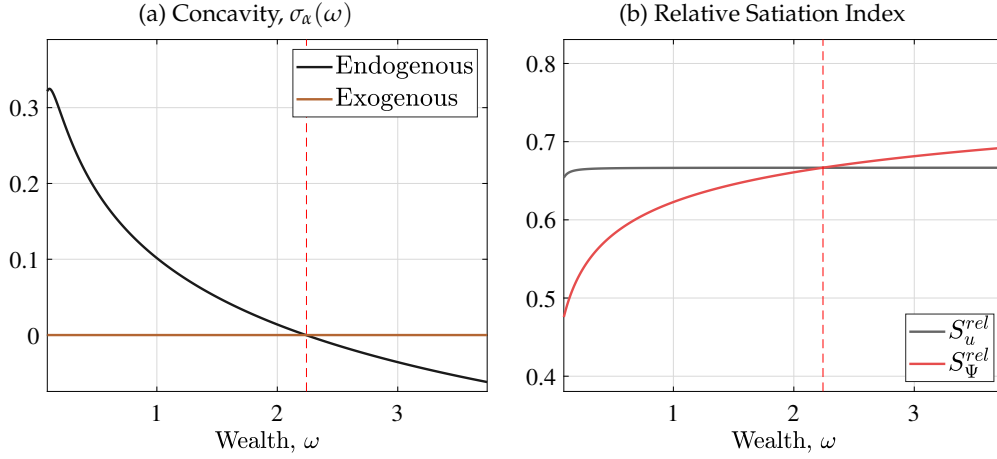 (a) Concavity, σ_α(ω)
0.3
0.2
0.1
0
1
2
3
Wealth, ω
Endogenous
Exogenous
(b) Relative Satiation Index
0.8
0.7
0.6
0.5
0.4
1
2
3
Wealth, ω
S_u^{rel}
S_Ψ^{rel}